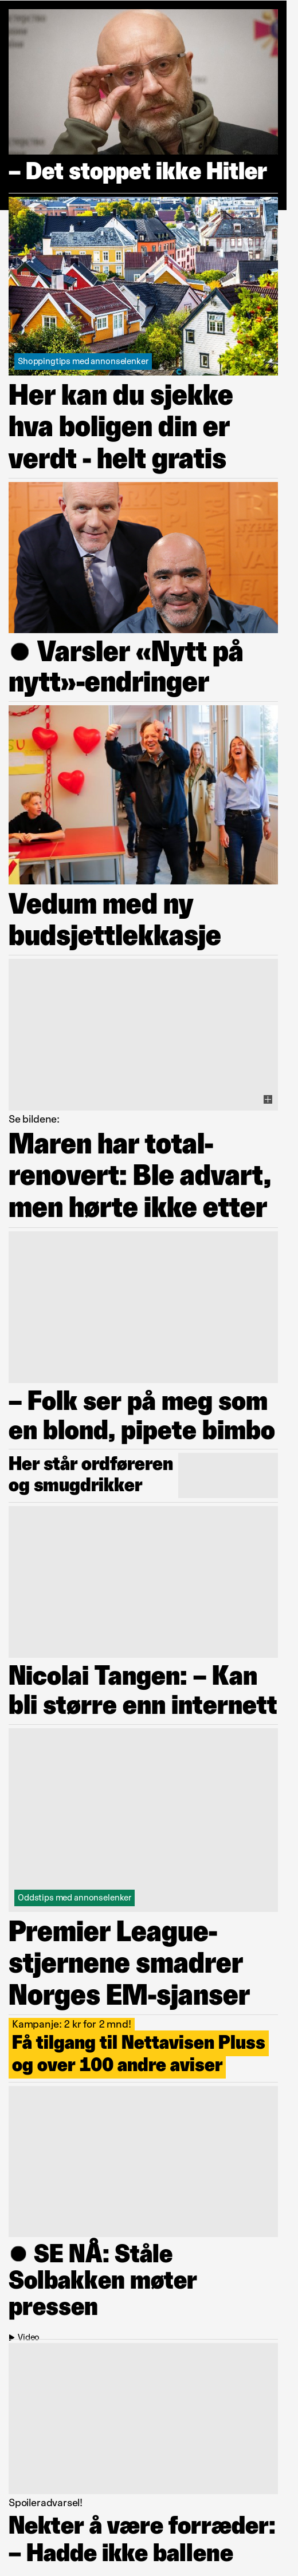 – Det stoppet ikke Hitler
Shoppingtips med annonselenker
Her kan du sjekke
hva boligen din er
verdt - helt gratis
● Varsler «Nytt på
nytt»-endringer
Vedum med ny
budsjettlekkasje
Se bildene:
Maren har total-
renovert: Ble advart,
men hørte ikke etter
– Folk ser på meg som
en blond, pipete bimbo
Her står ordføreren
og smugdrikker
Nicolai Tangen: – Kan
bli større enn internett
Oddstips med annonselenker
Premier League-
stjernene smadrer
Norges EM-sjanser
Kampanje: 2 kr for 2 mnd!
Få tilgang til Nettavisen Pluss
og over 100 andre aviser
● SE NÅ: Ståle
Solbakken møter
pressen
Video
Spoileradvarsel!
Nekter å være forræder:
– Hadde ikke ballene